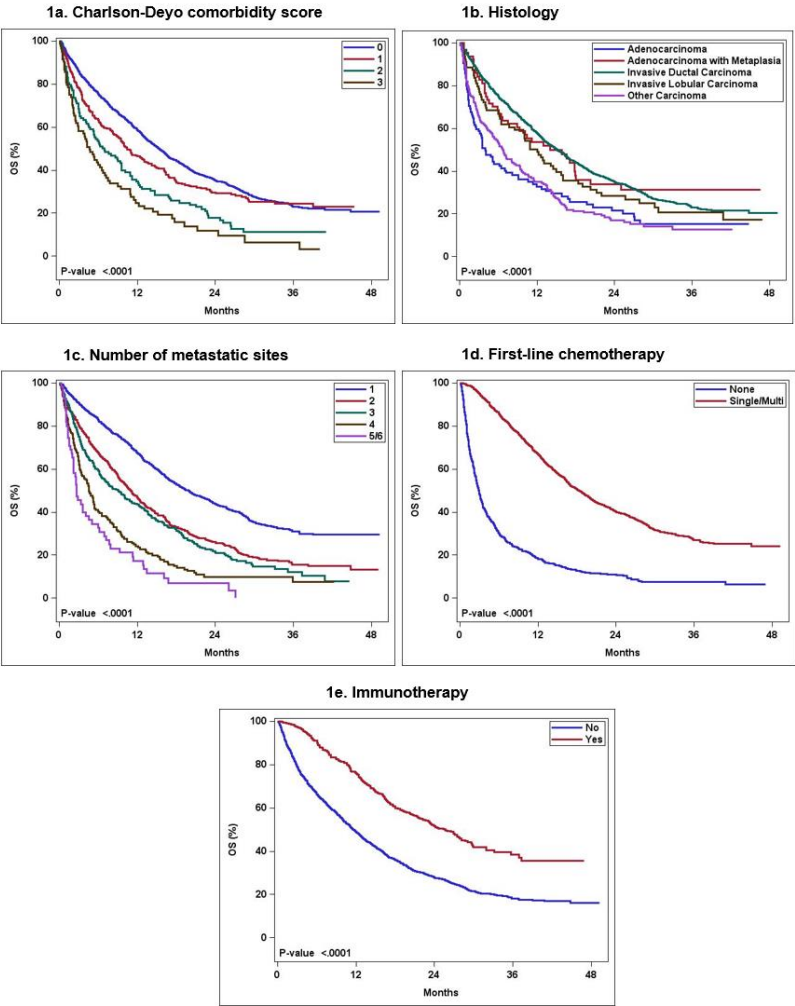 1a. Charlson-Deyo comorbidity score
100
80
60
40
20
0
OS (%)
0
1
2
3
P-value <.0001
0 12 24 36 48
Months
1b. Histology
100
80
60
40
20
0
OS (%)
Adenocarcinoma
Adenocarcinoma with Metaplasia
Invasive Ductal Carcinoma
Invasive Lobular Carcinoma
Other Carcinoma
P-value <.0001
0 12 24 36 48
Months
1c. Number of metastatic sites
100
80
60
40
20
0
OS (%)
1
2
3
4
5/6
P-value <.0001
0 12 24 36 48
Months
1d. First-line chemotherapy
100
80
60
40
20
0
OS (%)
None
Single/Multi
P-value <.0001
0 12 24 36 48
Months
1e. Immunotherapy
100
80
60
40
20
0
OS (%)
No
Yes
P-value <.0001
0 12 24 36 48
Months